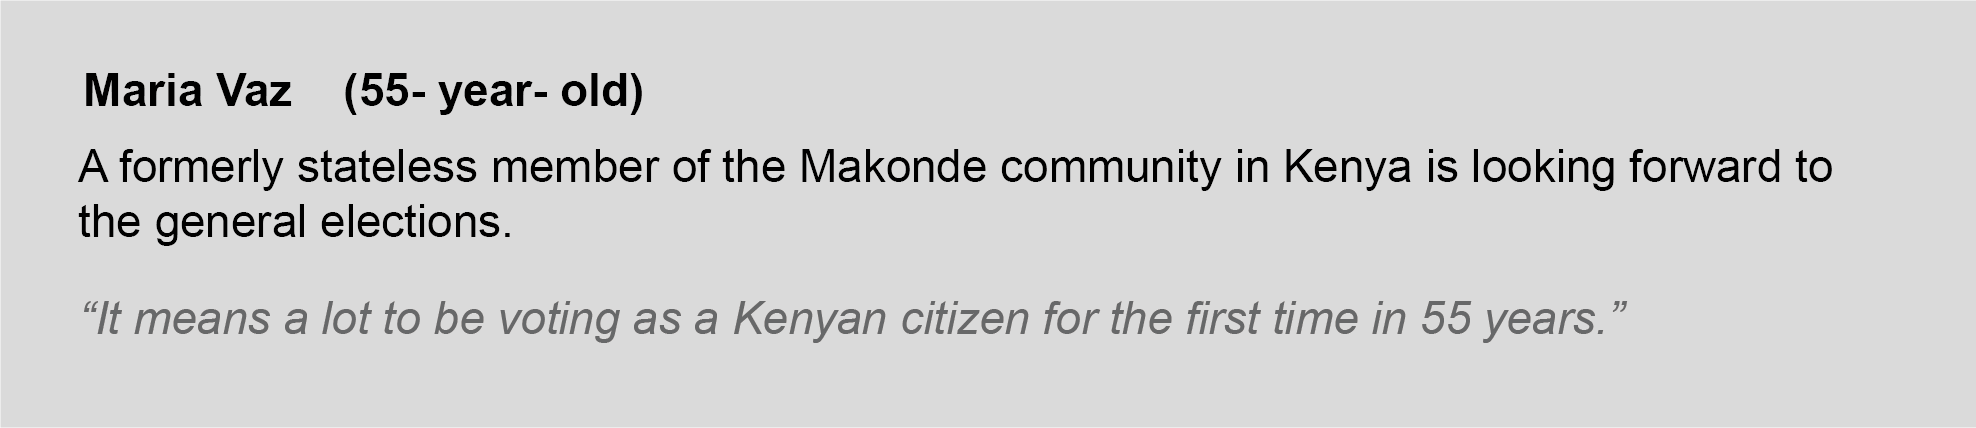 Maria Vaz (55- year- old)
A formerly stateless member of the Makonde community in Kenya is looking forward to
the general elections.
“It means a lot to be voting as a Kenyan citizen for the first time in 55 years.”